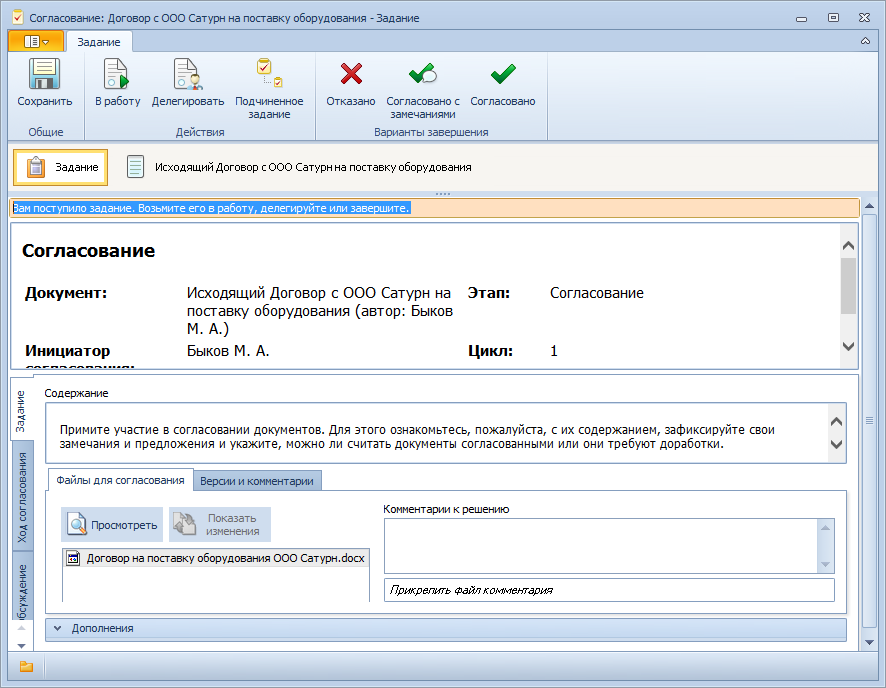 Согласование: Договор с ООО Сатурн на поставку оборудования - Задание
Задание
Сохранить
В работу
Делегировать
Подчиненное
задание
Отказано
Согласовано с
замечаниями
Согласовано
Общие
Действия
Варианты завершения
Задание
Исходящий Договор с ООО Сатурн на поставку оборудования
Вам поступило задание. Возьмите его в работу, делегируйте или завершите.
Согласование
Документ:
Исходящий Договор с ООО Сатурн на
поставку оборудования (автор: Быков
М. А.)
Этап:
Согласование
Инициатор
согласования:
Быков М. А.
Цикл:
1
Задание
Ход согласования
Обсуждение
Содержание
Примите участие в согласовании документов. Для этого ознакомьтесь, пожалуйста, с их содержанием, зафиксируйте свои
замечания и предложения и укажите, можно ли считать документы согласованными или они требуют доработки.
Файлы для согласования
Версии и комментарии
Просмотреть
Показать
изменения
Договор на поставку оборудования ООО Сатурн.docx
Комментарии к решению
Прикрепить файл комментария
Дополнения